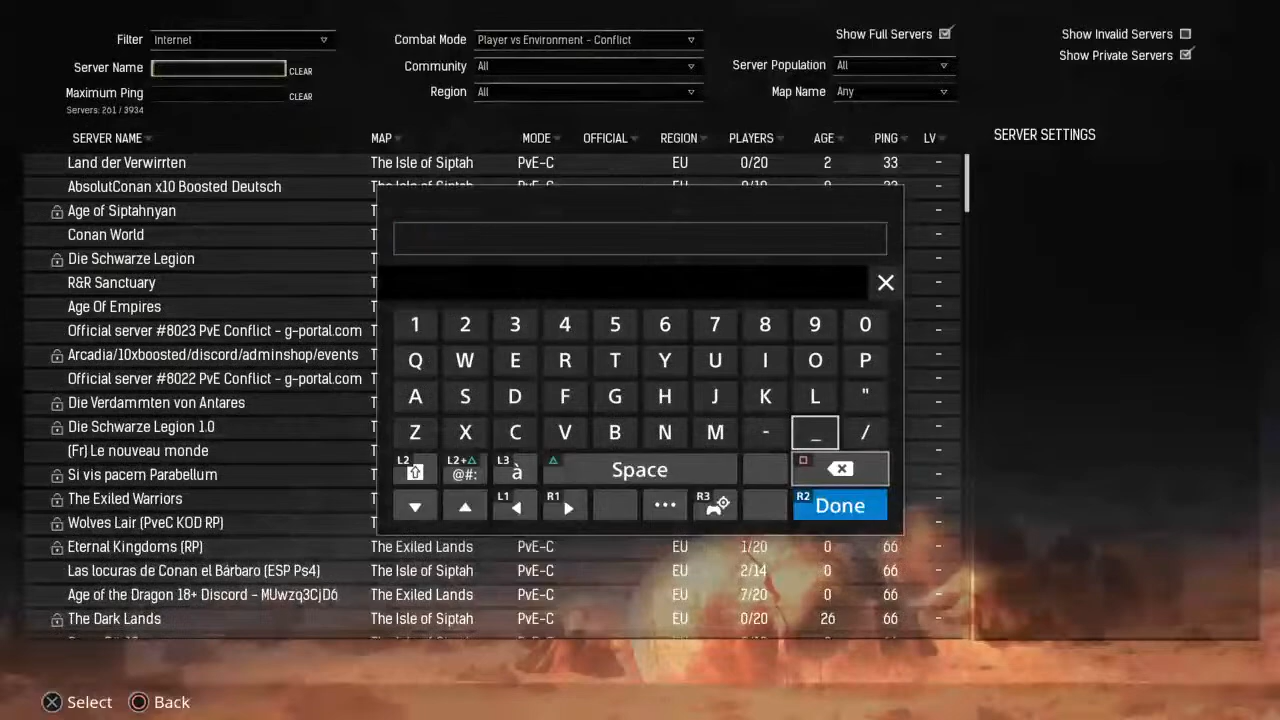 Filter Internet Combat Mode Player vs Environment - Conflict Show Full Servers Show Invalid Servers
Server Name CLEAR Community All Server Population All Show Private Servers
Maximum Ping CLEAR Region All Map Name Any
Servers: 261 / 3934
SERVER NAME MAP MODE OFFICIAL REGION PLAYERS AGE PING LV SERVER SETTINGS
Land der Verwirrten The Isle of Siptah PvE-C EU 0/20 2 33 -
AbsolutConan x10 Boosted Deutsch
Age of Siptahnyan T -
Conan World T -
Die Schwarze Legion T -
R&R Sanctuary T -
Age Of Empires T -
Official server #8023 PvE Conflict - g-portal.com T -
Arcadia/10xboosted/discord/adminshop/events T -
Official server #8022 PvE Conflict - g-portal.com T -
Die Verdammten von Antares T -
Die Schwarze Legion 1.0 T -
(Fr) Le nouveau monde T -
Si vis pacem Parabellum T -
The Exiled Warriors T -
Wolves Lair (PveC KOD RP) T -
Eternal Kingdoms (RP) The Exiled Lands PvE-C EU 1/20 0 66 -
Las locuras de Conan el Bárbaro (ESP Ps4) The Isle of Siptah PvE-C EU 2/14 0 66 -
Age of the Dragon 18+ Discord - MUwzq3CjD6 The Exiled Lands PvE-C EU 7/20 0 66 -
The Dark Lands The Isle of Siptah PvE-C EU 0/20 26 66 -
1 2 3 4 5 6 7 8 9 0
Q W E R T Y U I O P
A S D F G H J K L "
Z X C V B N M - _ /
L2 L2+△ @#: L3 à Space
L1 R1 ... R3 R2 Done
Select Back